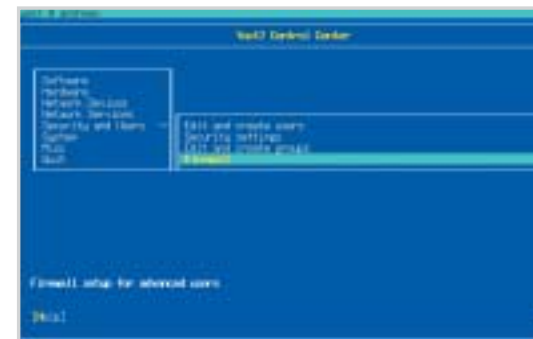 YaST2 Control Center
Software
Hardware
Network Devices
Network Services
Security and Users
System
Misc
Quit
Edit and create users
Security settings
Edit and create groups
Firewall
Firewall setup for advanced users